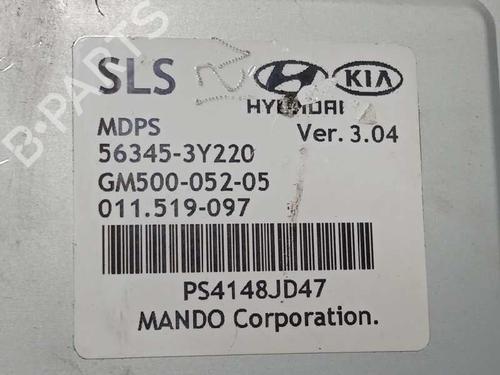 SLS
KIA
HYUNDAI
MDPS
Ver. 3.04
56345-3Y220
GM500-052-05
011.519-097
PS4148JD47
MANDO Corporation.
B-PARTS